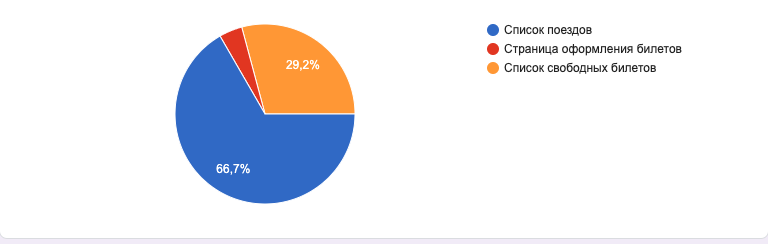 Список поездов
Страница оформления билетов
Список свободных билетов
29,2%
66,7%